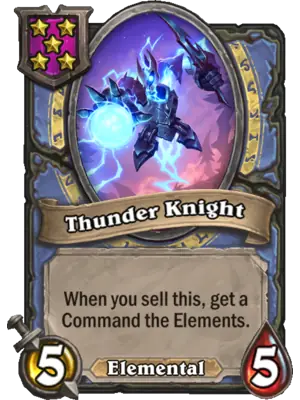 Thunder Knight
When you sell this, get a
Command the Elements.
5
Elemental
5